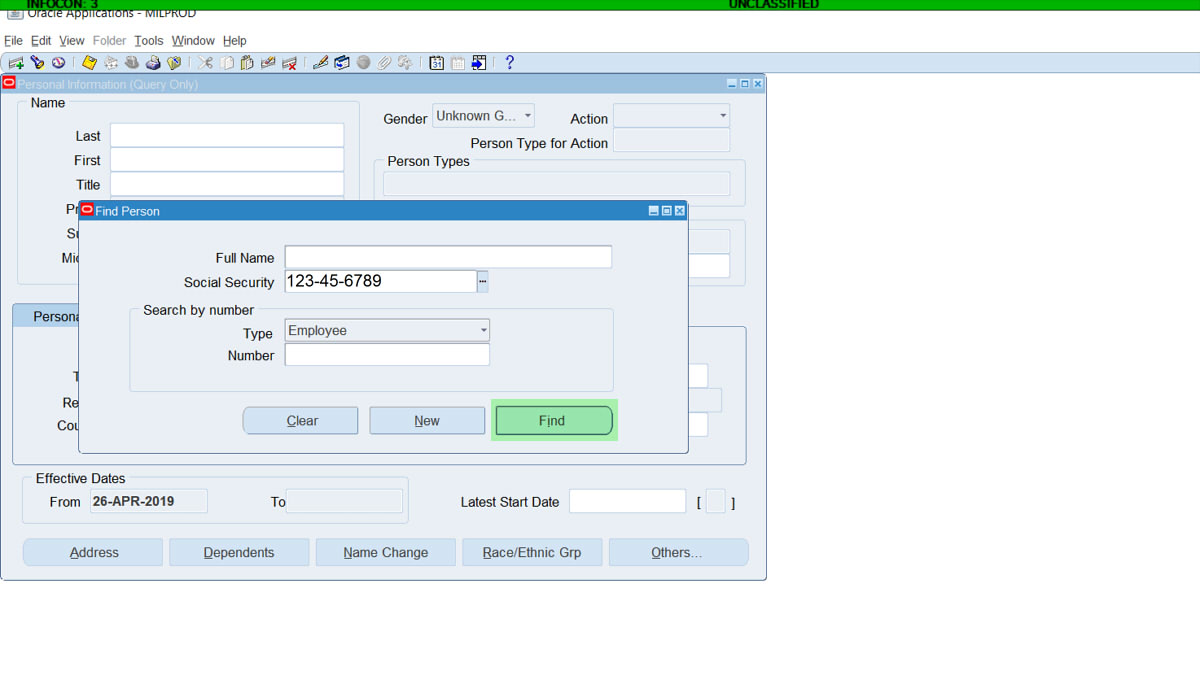 INFOCON: 3 UNCLASSIFIED
Oracle Applications - MILPROD
File Edit View Folder Tools Window Help
Personal Information (Query Only)
Name
Gender Unknown G... Action
Last
Person Type for Action
First
Person Types
Title
Find Person
Full Name
Social Security 123-45-6789 ...
Search by number
Persona
Type Employee
Number
Re
Cou
Clear New Find
Effective Dates
From 26-APR-2019 To Latest Start Date [ ]
Address Dependents Name Change Race/Ethnic Grp Others...